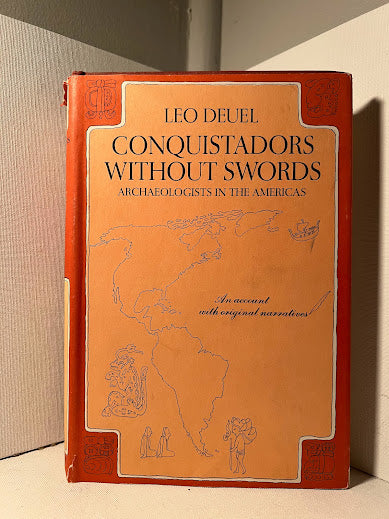 LEO DEUEL
CONQUISTADORS
WITHOUT SWORDS
ARCHAEOLOGISTS IN THE AMERICAS
An account
with original narratives